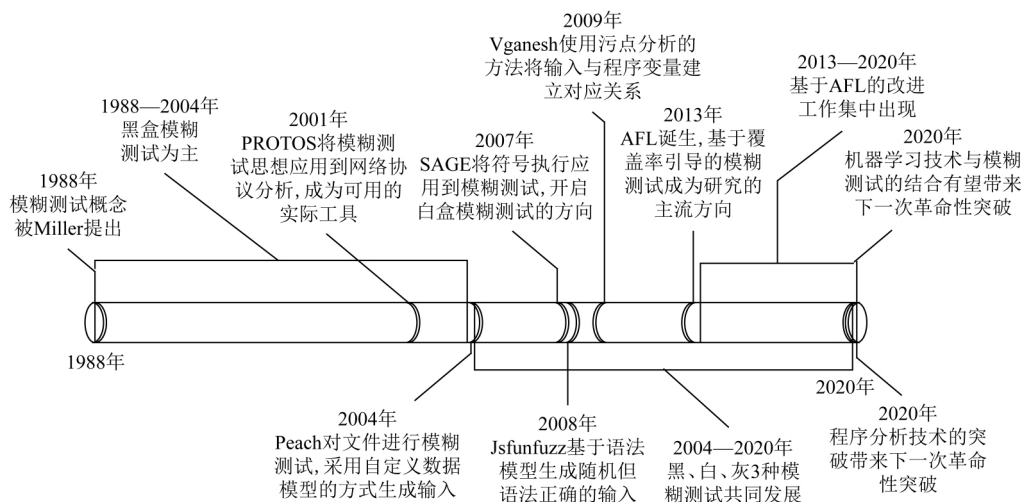 1988年
模糊测试概念
被Miller提出
1988—2004年
黑盒模糊
测试为主
2001年
PROTOS将模糊测
试思想应用到网络协
议分析,成为可用的
实际工具
2007年
SAGE将符号执行应
用到模糊测试,开启
白盒模糊测试的方向
2009年
Vganesh使用污点分析的
方法将输入与程序变量建
立对应关系
2013年
AFL诞生,基于覆
盖率引导的模糊
测试成为研究的
主流方向
2013—2020年
基于AFL的改进
工作集中出现
2020年
机器学习技术与模糊
测试的结合有望带来
下一次革命性突破
1988年
2020年
2004年
Peach对文件进行模糊
测试,采用自定义数据
模型的方式生成输入
2008年
Jsfunfuzz基于语法
模型生成随机但
语法正确的输入
2004—2020年
黑、白、灰3种模
糊测试共同发展
2020年
程序分析技术的突
破带来下一次革命
性突破